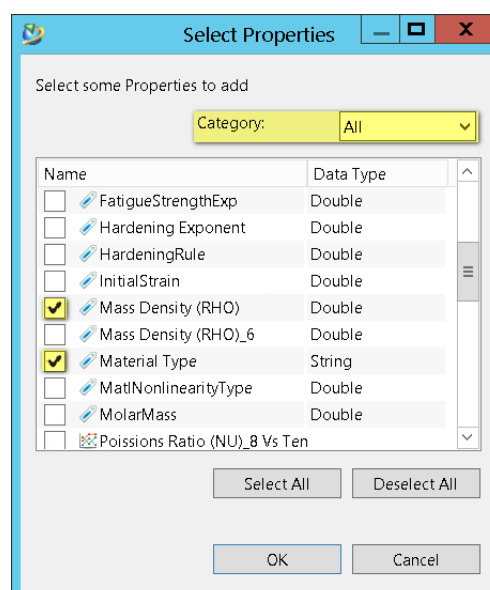 Select Properties
Select some Properties to add
Category: All
Name Data Type
FatigueStrengthExp Double
Hardening Exponent Double
HardeningRule Double
InitialStrain Double
Mass Density (RHO) Double
Mass Density (RHO)_6 Double
Material Type String
MatlNonlinearityType Double
MolarMass Double
Poissions Ratio (NU)_8 Vs Ten
Select All Deselect All
OK Cancel